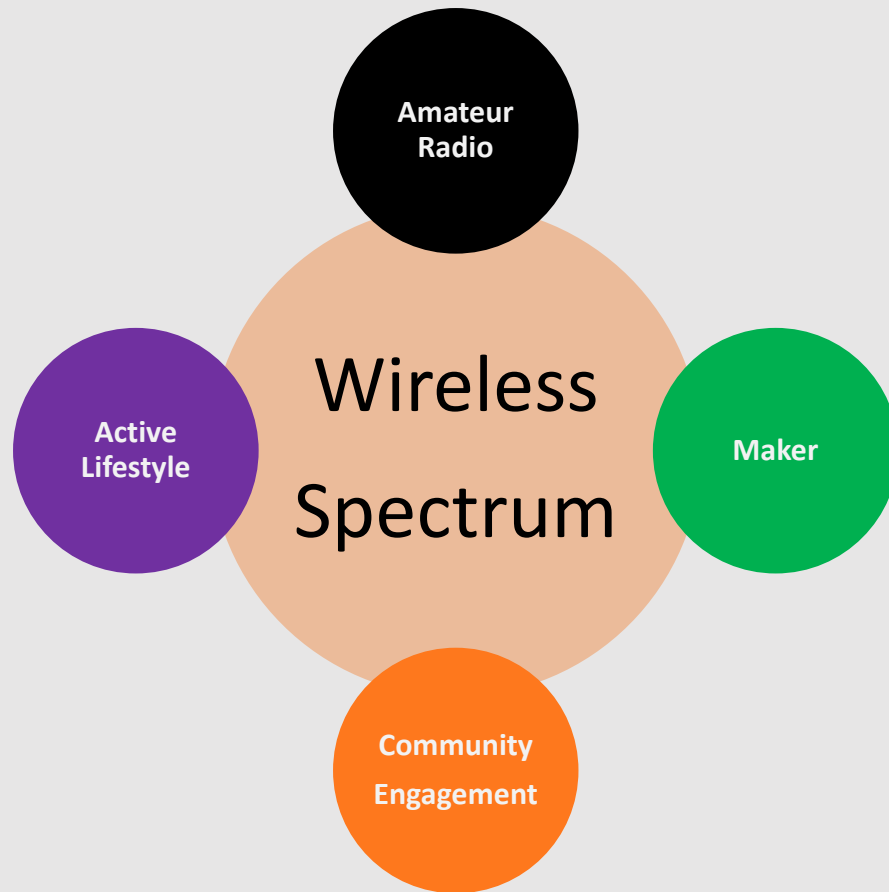 Amateur
Radio
Wireless
Spectrum
Active
Lifestyle
Maker
Community
Engagement